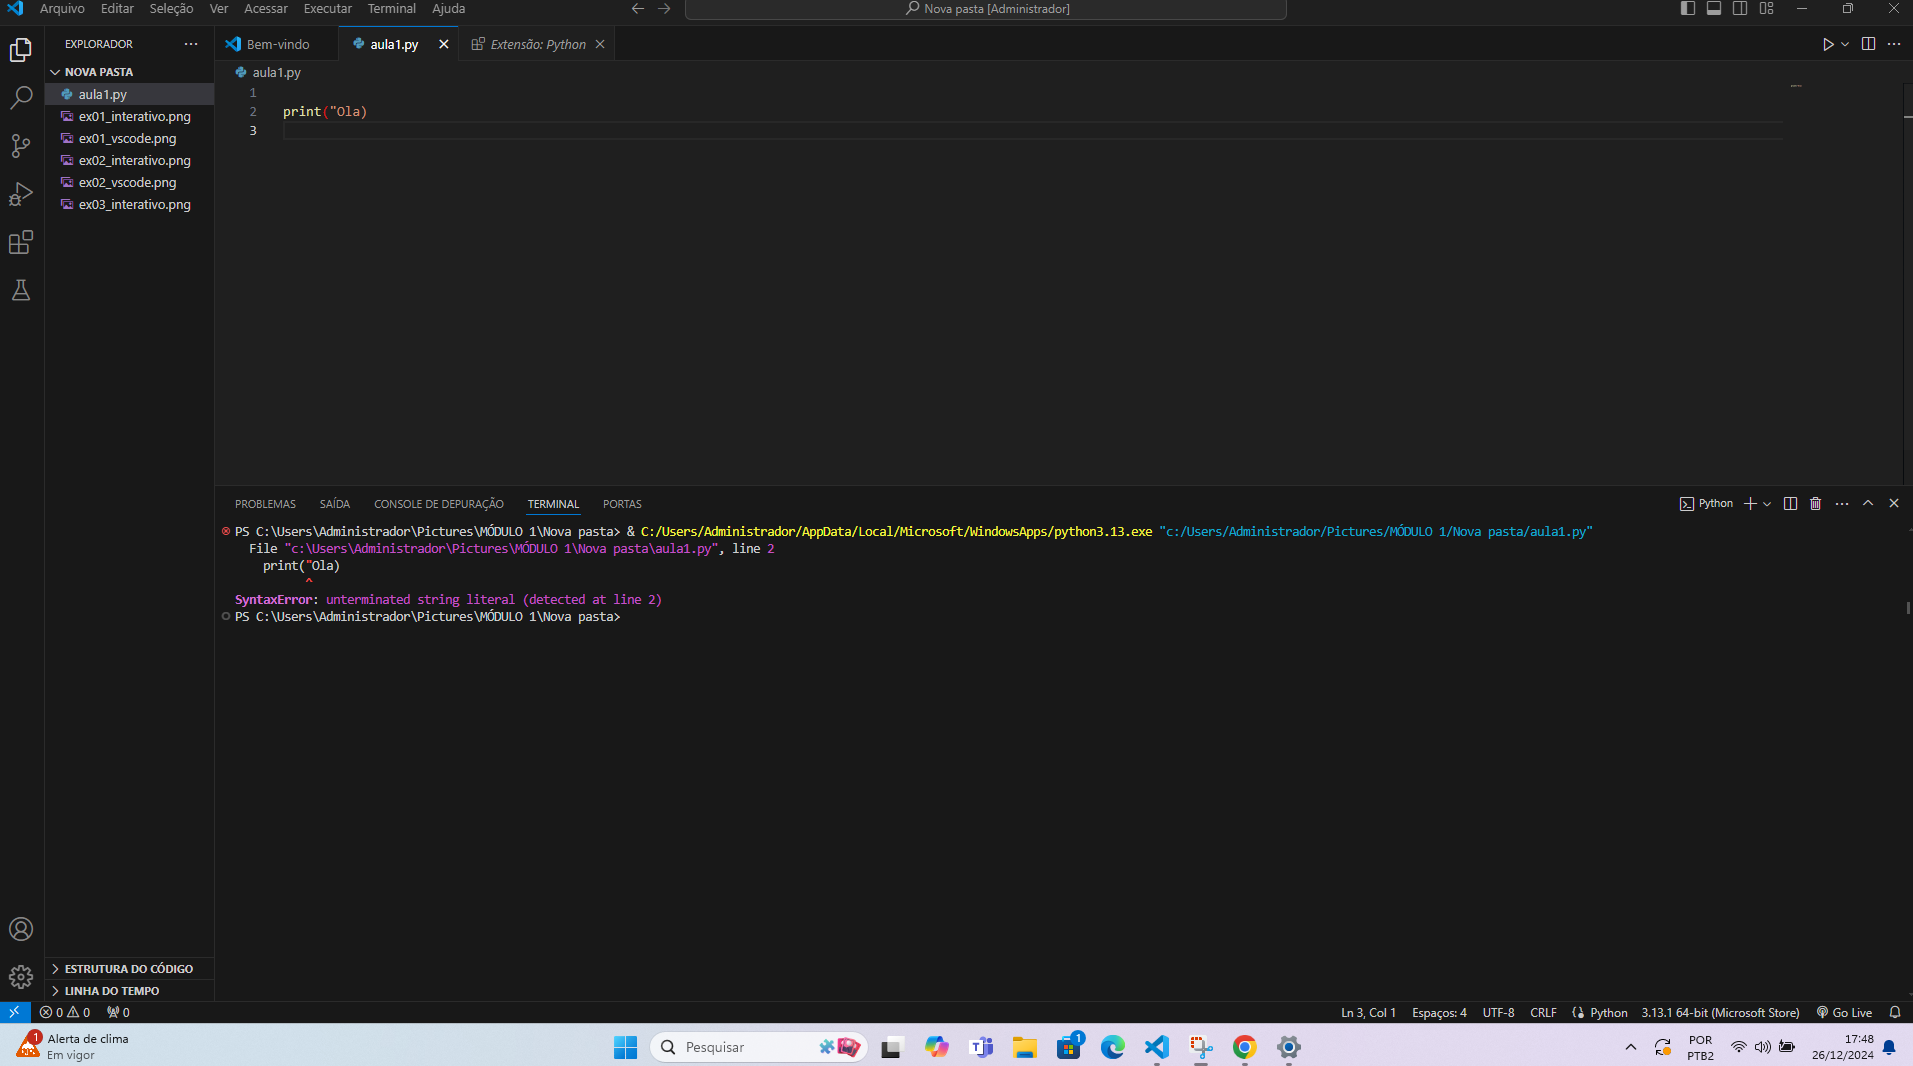 Arquivo Editar Seleção Ver Acessar Executar Terminal Ajuda
Nova pasta [Administrador]
EXPLORADOR
Bem-vindo
aula1.py
Extensão: Python
NOVA PASTA
aula1.py
ex01_interativo.png
ex01_vscode.png
ex02_interativo.png
ex02_vscode.png
ex03_interativo.png
aula1.py
1
2 print("Ola)
3
PROBLEMAS SAÍDA CONSOLE DE DEPURAÇÃO TERMINAL PORTAS
Python
PS C:\Users\Administrador\Pictures\MÓDULO 1\Nova pasta> & C:/Users/Administrador/AppData/Local/Microsoft/WindowsApps/python3.13.exe "c:/Users/Administrador/Pictures/MÓDULO 1/Nova pasta/aula1.py"
File "c:\Users\Administrador\Pictures\MÓDULO 1\Nova pasta\aula1.py", line 2
print("Ola)
^
SyntaxError: unterminated string literal (detected at line 2)
PS C:\Users\Administrador\Pictures\MÓDULO 1\Nova pasta>
ESTRUTURA DO CÓDIGO
LINHA DO TEMPO
0 0 0
Ln 3, Col 1 Espaços: 4 UTF-8 CRLF Python 3.13.1 64-bit (Microsoft Store) Go Live
1
Alerta de clima
Em vigor
Pesquisar
1
POR
PTB2
17:48
26/12/2024